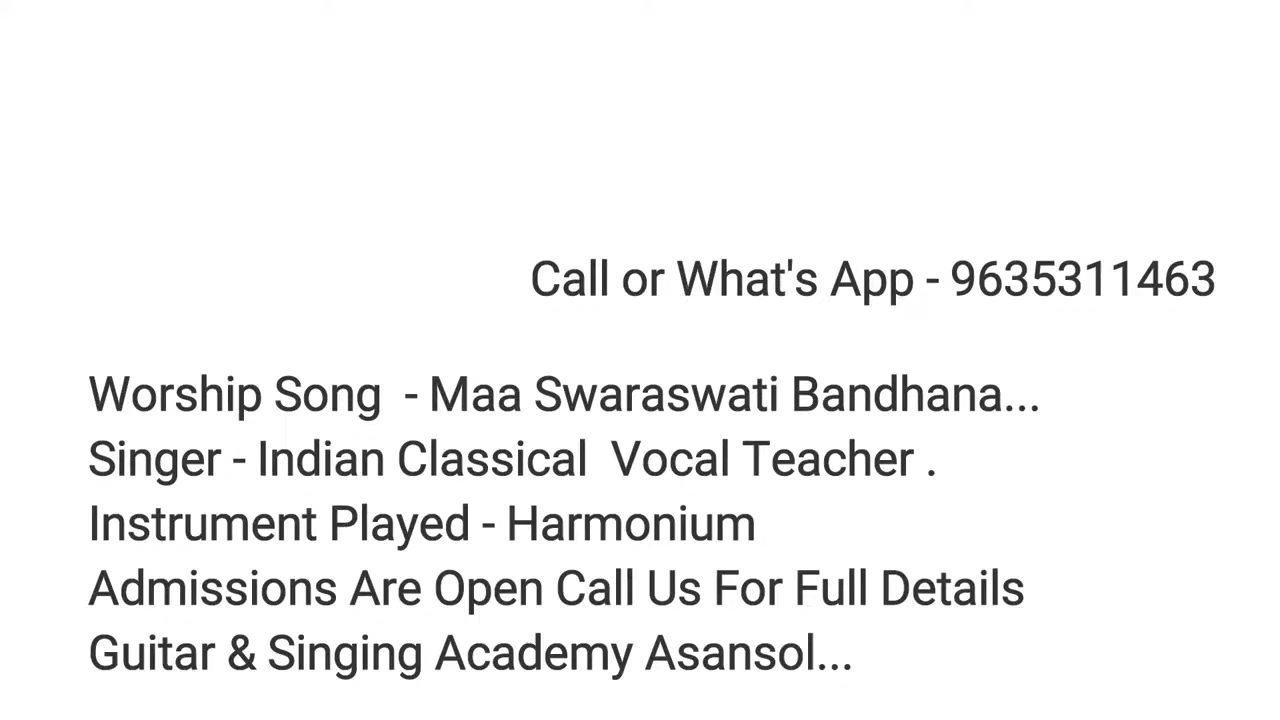 Call or What's App - 9635311463
Worship Song - Maa Swaraswati Bandhana...
Singer - Indian Classical Vocal Teacher .
Instrument Played - Harmonium
Admissions Are Open Call Us For Full Details
Guitar & Singing Academy Asansol...